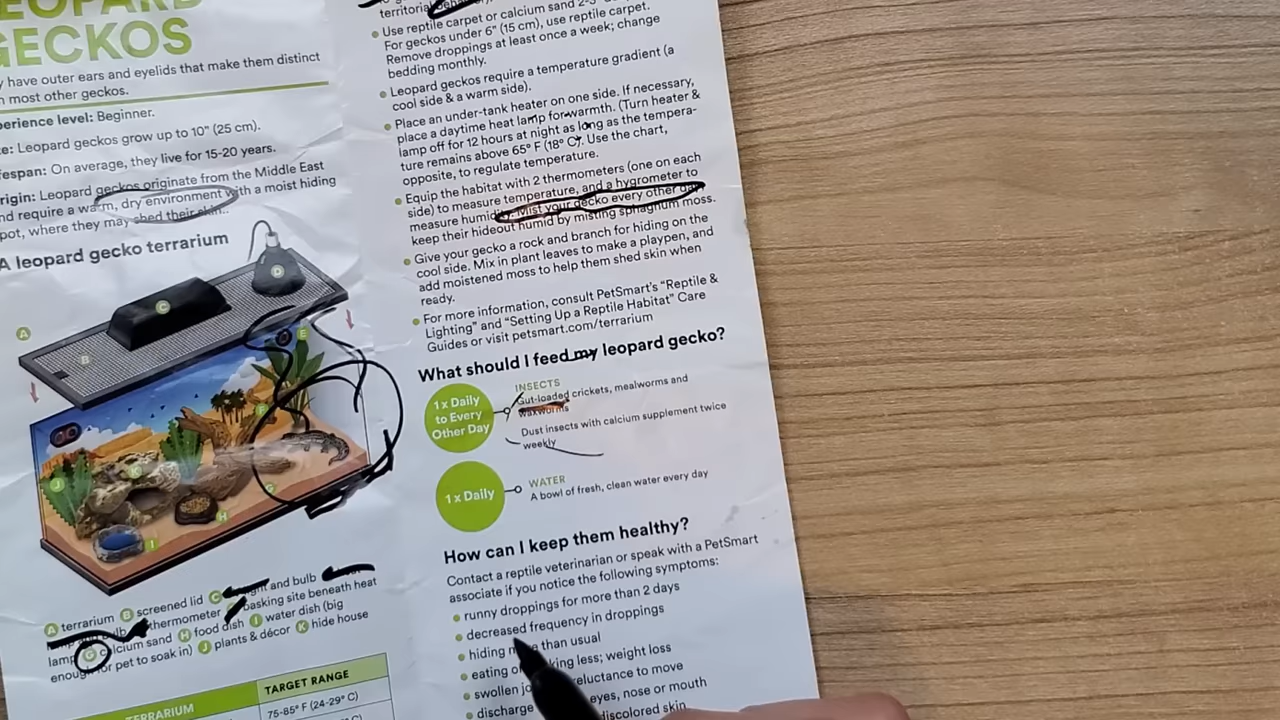 LEOPARD
GECKOS
y have outer ears and eyelids that make them distinct
most other geckos.
perience level: Beginner.
e: Leopard geckos grow up to 10" (25 cm).
espan: On average, they live for 15-20 years.
rigin: Leopard geckos originate from the Middle East
nd require a warm, dry environment with a moist hiding
pot, where they may shed their skin.
A leopard gecko terrarium
A
B
C
D
E
F
G
H
I
J
K
A terrarium B screened lid C and bulb
thermometer basking site beneath heat
lamp G calcium sand H food dish I water dish (big
enough for pet to soak in) J plants & décor K hide house
TERRARIUM
TARGET RANGE
75-85° F (24-29° C)
territorial
Use reptile carpet or calcium sand 2-3"
For geckos under 6" (15 cm), use reptile carpet.
Remove droppings at least once a week; change
bedding monthly.
Leopard geckos require a temperature gradient (a
cool side & a warm side).
Place an under-tank heater on one side. If necessary,
place a daytime heat lamp for warmth. (Turn heater &
lamp off for 12 hours at night as long as the tempera-
ture remains above 65° F (18° C). Use the chart,
opposite, to regulate temperature.
Equip the habitat with 2 thermometers (one on each
side) to measure temperature, and a hygrometer to
measure humid Mist your gecko every other day
keep their hideout humid by misting sphagnum moss.
Give your gecko a rock and branch for hiding on the
cool side. Mix in plant leaves to make a playpen, and
add moistened moss to help them shed skin when
ready.
For more information, consult PetSmart's "Reptile &
Lighting" and "Setting Up a Reptile Habitat" Care
Guides or visit petsmart.com/terrarium
What should I feed my leopard gecko?
1 x Daily
to Every
Other Day
INSECTS
Gut-loaded crickets, mealworms and
waxworms
Dust insects with calcium supplement twice
weekly
1 x Daily
WATER
A bowl of fresh, clean water every day
How can I keep them healthy?
Contact a reptile veterinarian or speak with a PetSmart
associate if you notice the following symptoms:
runny droppings for more than 2 days
decreased frequency in droppings
hiding more than usual
eating or king less; weight loss
swollen jo reluctance to move
discharge eyes, nose or mouth
discolored skin